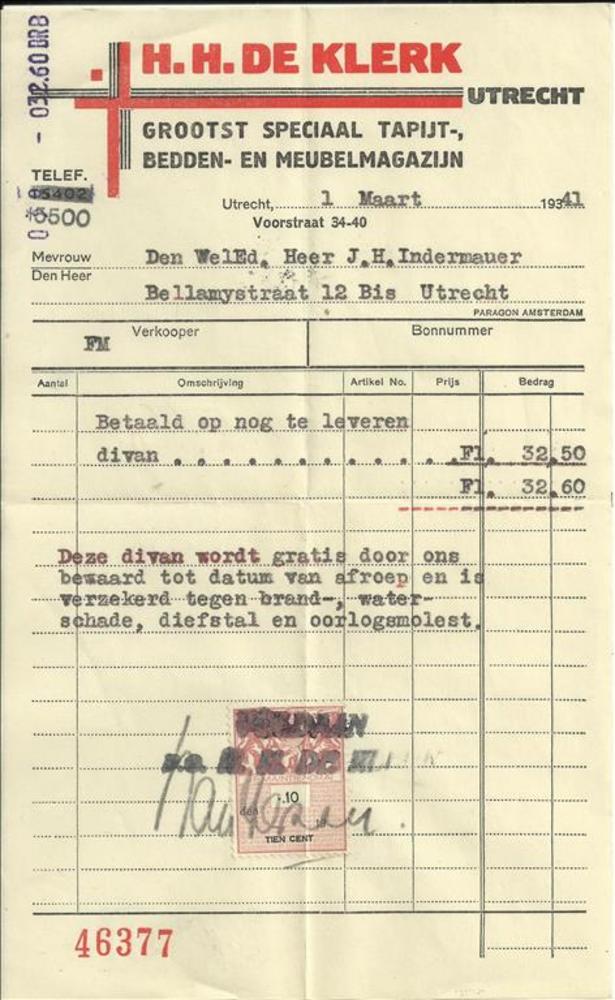 - 032.60 BRB
H. H. DE KLERK
UTRECHT
GROOTST SPECIAAL TAPIJT-,
BEDDEN- EN MEUBELMAGAZIJN
TELEF.
15402
Utrecht, 1 Maart 19341
Voorstraat 34-40
Mevrouw
Den Heer
Den WelEd. Heer J.H. Indermauer
Bellamystraat 12 Bis Utrecht
PARAGON AMSTERDAM
FM Verkooper Bonnummer
Aantal Omschrijving Artikel No. Prijs Bedrag
Betaald op nog te leveren
divan . . . . . . . . . . . . Fl. 32.50
Fl. 32.60
Deze divan wordt gratis door ons
bewaard tot datum van afroep en is
verzekerd tegen brand-, water-
schade, diefstal en oorlogsmolest.
VOLDAAN
H. H. DE
.10
TIEN CENT
46377